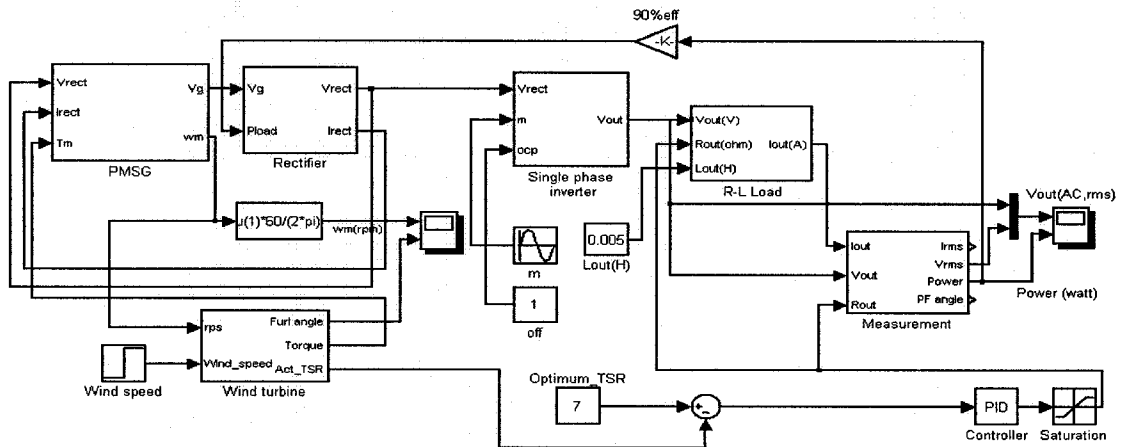 90%eff
-K-
Vrect
Irect
Tm
Vg
wm
PMSG
Vg
Pload
Vrect
Irect
Rectifier
Vrect
m
ocp
Vout
Single phase
inverter
Vout(V)
Rout(ohm)
Lout(H)
Iout(A)
R-L Load
u(1)*60/(2*pi)
wm(rpm)
m
1
off
0.005
Lout(H)
Iout
Vout
Rout
Irms
Vrms
Power
PF angle
Measurement
Vout(AC,rms)
Power (watt)
rps
Wind_speed
Furl angle
Torque
Act_TSR
Wind turbine
Wind speed
Optimum_TSR
7
+
-
PID
Controller
Saturation